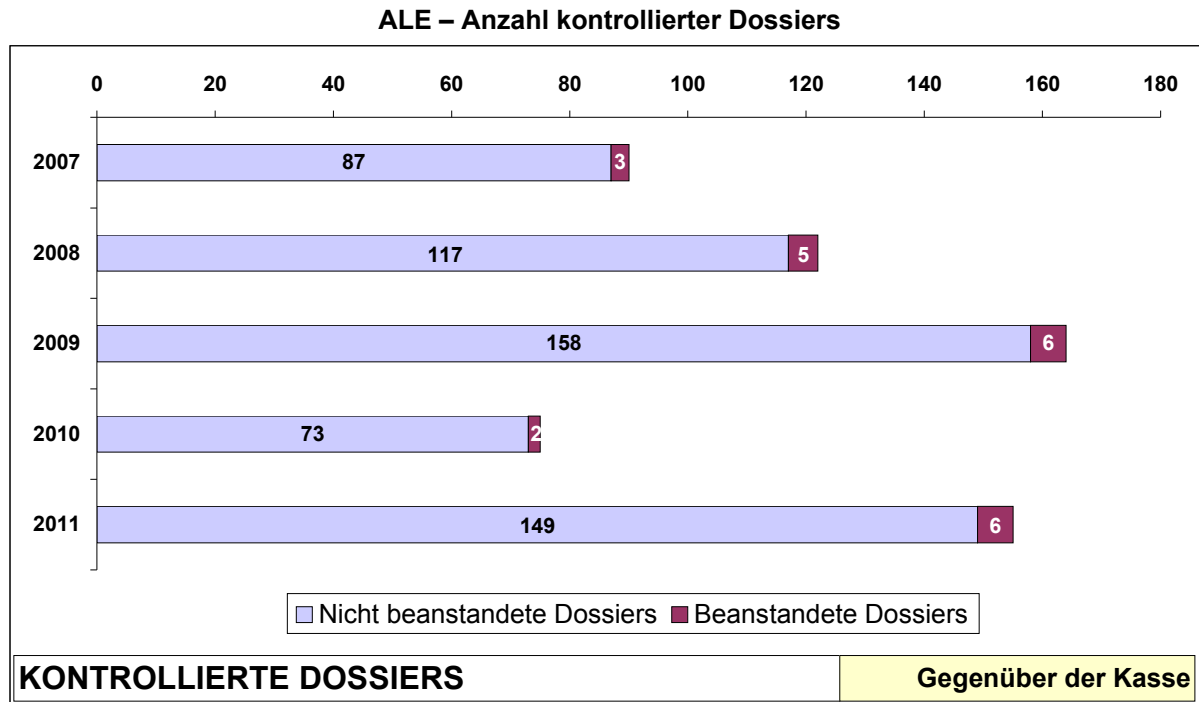 ALE – Anzahl kontrollierter Dossiers
0 20 40 60 80 100 120 140 160 180
2007 87 3
2008 117 5
2009 158 6
2010 73 2
2011 149 6
Nicht beanstandete Dossiers Beanstandete Dossiers
KONTROLLIERTE DOSSIERS Gegenüber der Kasse